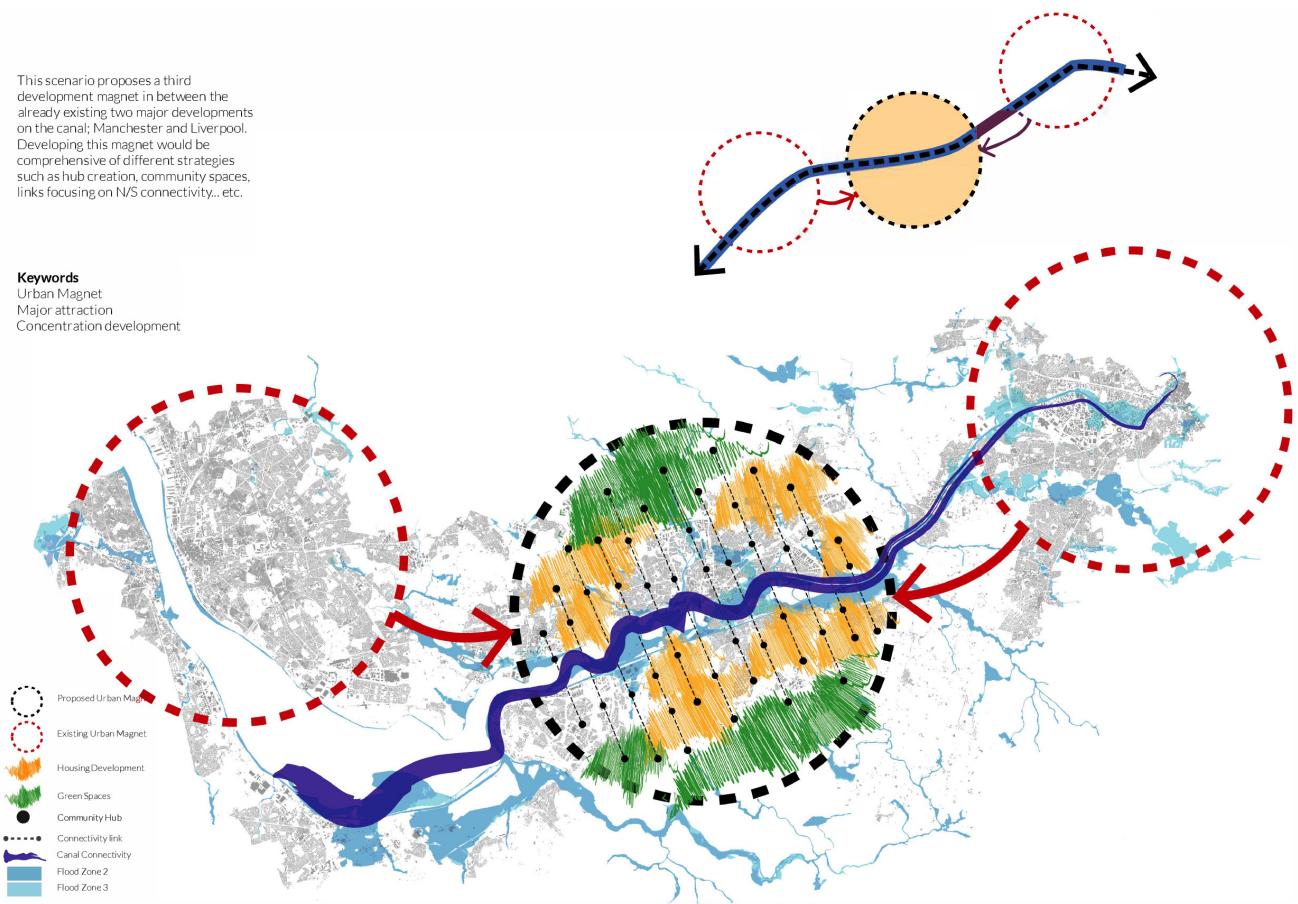 This scenario proposes a third
development magnet in between the
already existing two major developments
on the canal; Manchester and Liverpool.
Developing this magnet would be
comprehensive of different strategies
such as hub creation, community spaces,
links focusing on N/S connectivity... etc.
Keywords
Urban Magnet
Major attraction
Concentration development
Proposed Urban Mag
Existing Urban Magnet
Housing Development
Green Spaces
Community Hub
Connectivity link
Canal Connectivity
Flood Zone 2
Flood Zone 3